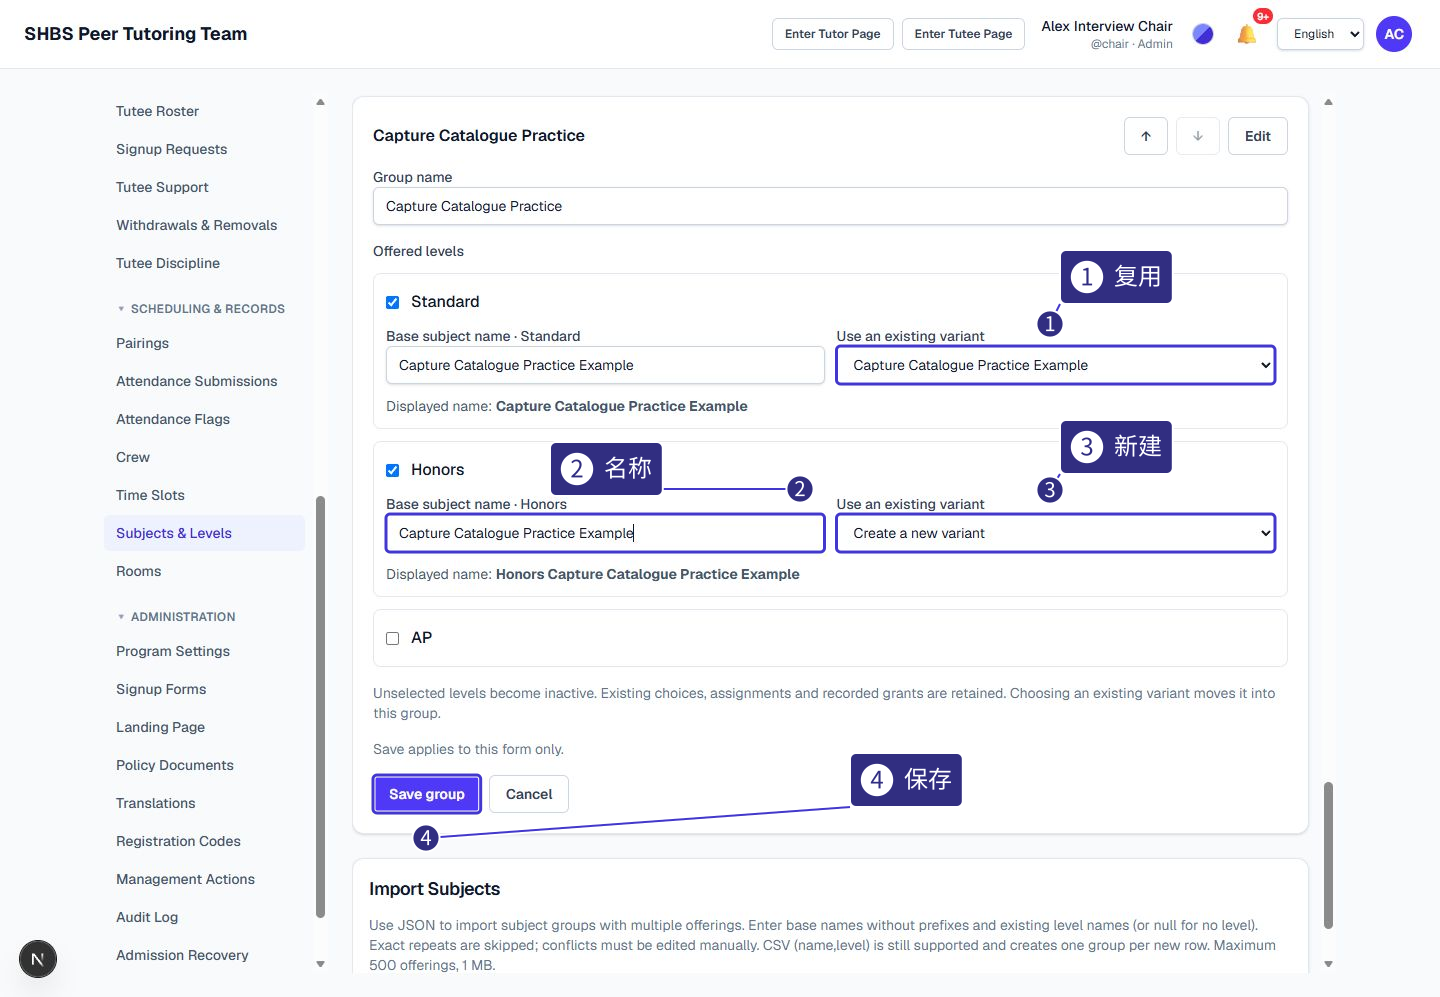 SHBS Peer Tutoring Team
Enter Tutor Page
Enter Tutee Page
Alex Interview Chair
@chair · Admin
9+
English
AC
Tutee Roster
Signup Requests
Tutee Support
Withdrawals & Removals
Tutee Discipline
SCHEDULING & RECORDS
Pairings
Attendance Submissions
Attendance Flags
Crew
Time Slots
Subjects & Levels
Rooms
ADMINISTRATION
Program Settings
Signup Forms
Landing Page
Policy Documents
Translations
Registration Codes
Management Actions
Audit Log
Admission Recovery
N
Capture Catalogue Practice
↑
↓
Edit
Group name
Capture Catalogue Practice
Offered levels
1 复用
Standard
1
Base subject name · Standard
Use an existing variant
Capture Catalogue Practice Example
Capture Catalogue Practice Example
Displayed name: Capture Catalogue Practice Example
3 新建
2 名称
Honors
2
3
Base subject name · Honors
Use an existing variant
Capture Catalogue Practice Example
Create a new variant
Displayed name: Honors Capture Catalogue Practice Example
AP
Unselected levels become inactive. Existing choices, assignments and recorded grants are retained. Choosing an existing variant moves it into
this group.
Save applies to this form only.
4 保存
Save group
Cancel
4
Import Subjects
Use JSON to import subject groups with multiple offerings. Enter base names without prefixes and existing level names (or null for no level).
Exact repeats are skipped; conflicts must be edited manually. CSV (name,level) is still supported and creates one group per new row. Maximum
500 offerings, 1 MB.